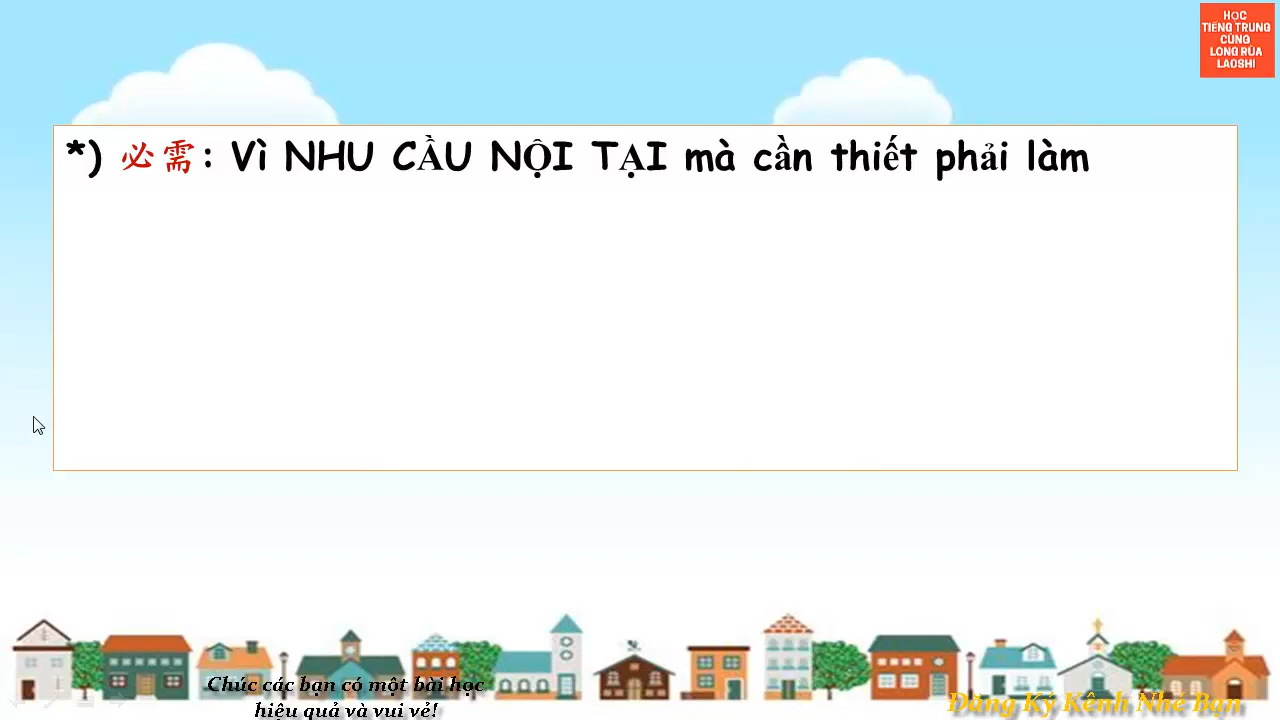 HỌC
TIẾNG TRUNG
CÙNG
LONG RÙA
LAOSHI
*) 必需: Vì NHU CẦU NỘI TẠI mà cần thiết phải làm
Chúc các bạn có một bài học
hiệu quả và vui vẻ!
Đăng Ký Kênh Nhé Bạn